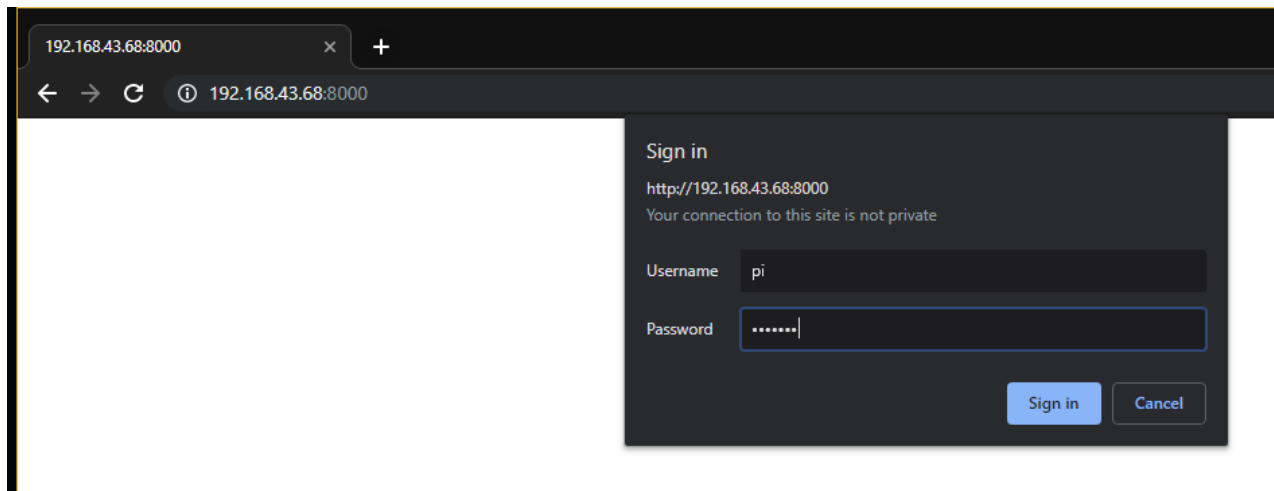 192.168.43.68:8000
192.168.43.68:8000
Sign in
http://192.168.43.68:8000
Your connection to this site is not private
Username pi
Password •••••••
Sign in Cancel